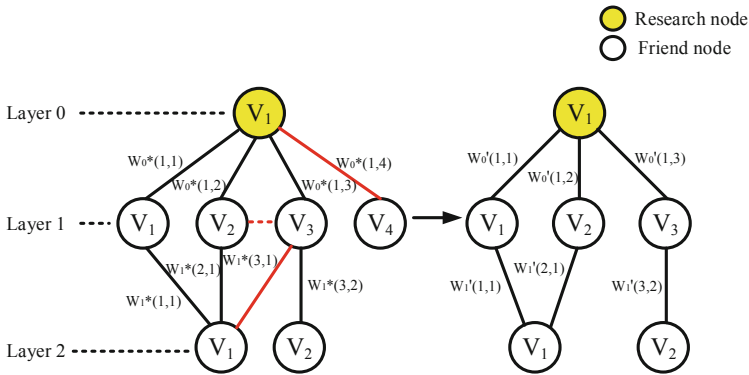 Research node
Friend node
Layer 0
V1
V1
W0*(1,1)
W0*(1,2)
W0*(1,3)
W0*(1,4)
W0'(1,1)
W0'(1,2)
W0'(1,3)
Layer 1
V1
V2
V3
V4
V1
V2
V3
W1*(1,1)
W1*(2,1)
W1*(3,1)
W1*(3,2)
W1'(1,1)
W1'(2,1)
W1'(3,2)
Layer 2
V1
V2
V1
V2